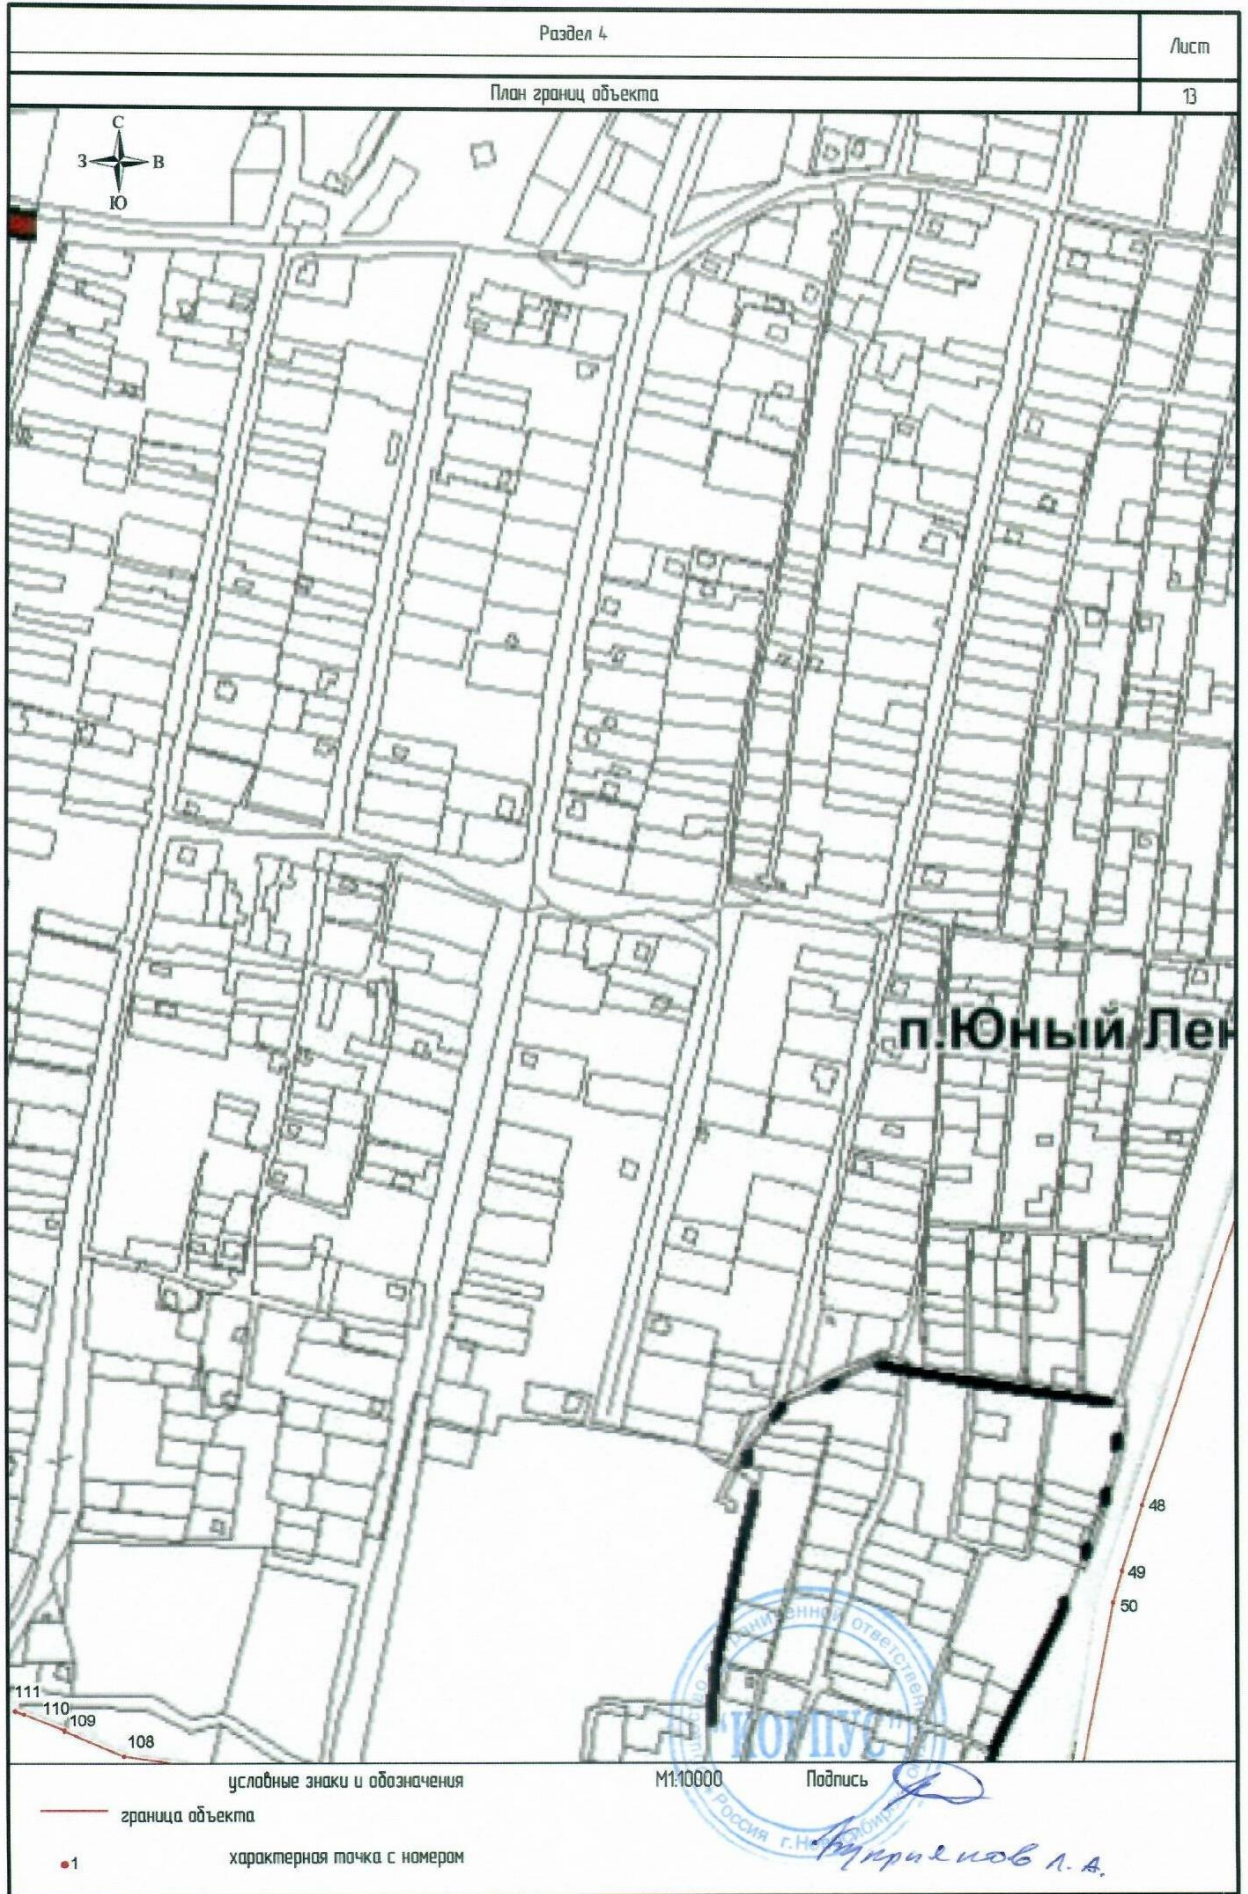 Раздел 4
Лист
План границ объекта
13
С
З В
Ю
п.Юный Лен
48
49
50
111
110
109
108
условные знаки и обозначения
М1:10000
Подпись
граница объекта
•1
характерная точка с номером
"КОРПУС"
Россия г.Новосибирск